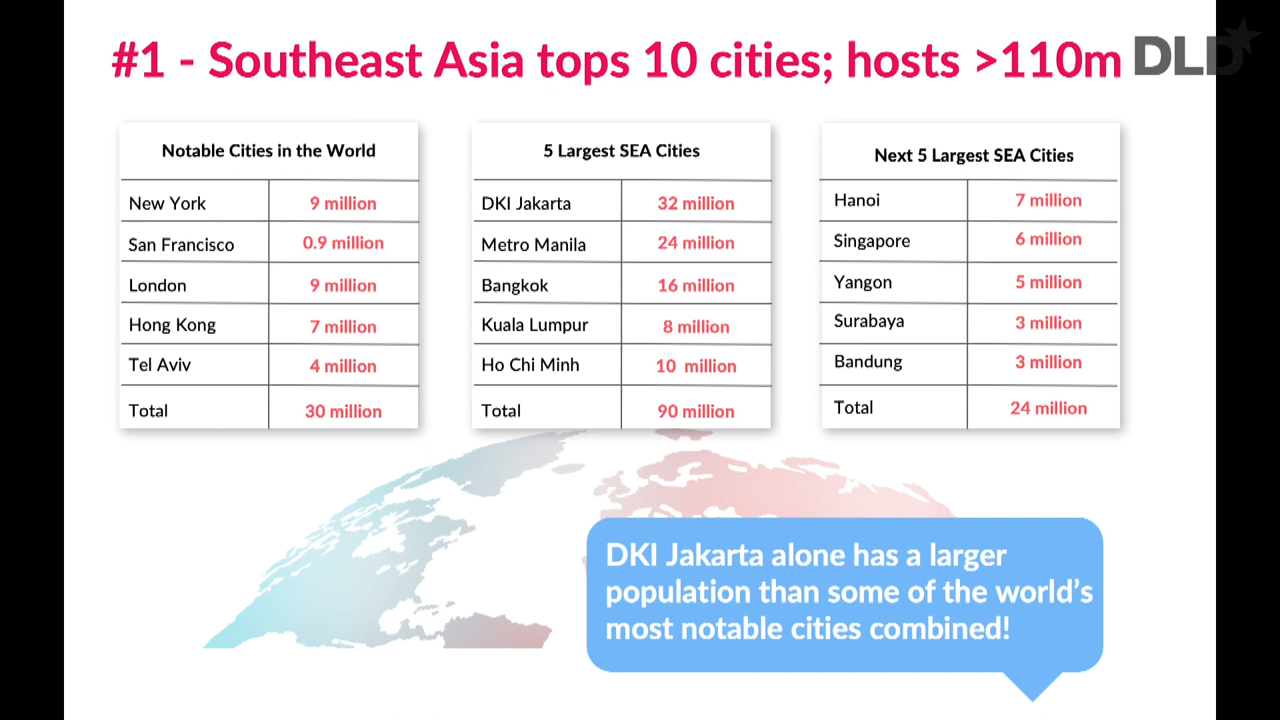 #1 - Southeast Asia tops 10 cities; hosts >110m
DLD
Notable Cities in the World
New York 9 million
San Francisco 0.9 million
London 9 million
Hong Kong 7 million
Tel Aviv 4 million
Total 30 million
5 Largest SEA Cities
DKI Jakarta 32 million
Metro Manila 24 million
Bangkok 16 million
Kuala Lumpur 8 million
Ho Chi Minh 10 million
Total 90 million
Next 5 Largest SEA Cities
Hanoi 7 million
Singapore 6 million
Yangon 5 million
Surabaya 3 million
Bandung 3 million
Total 24 million
DKI Jakarta alone has a larger
population than some of the world's
most notable cities combined!